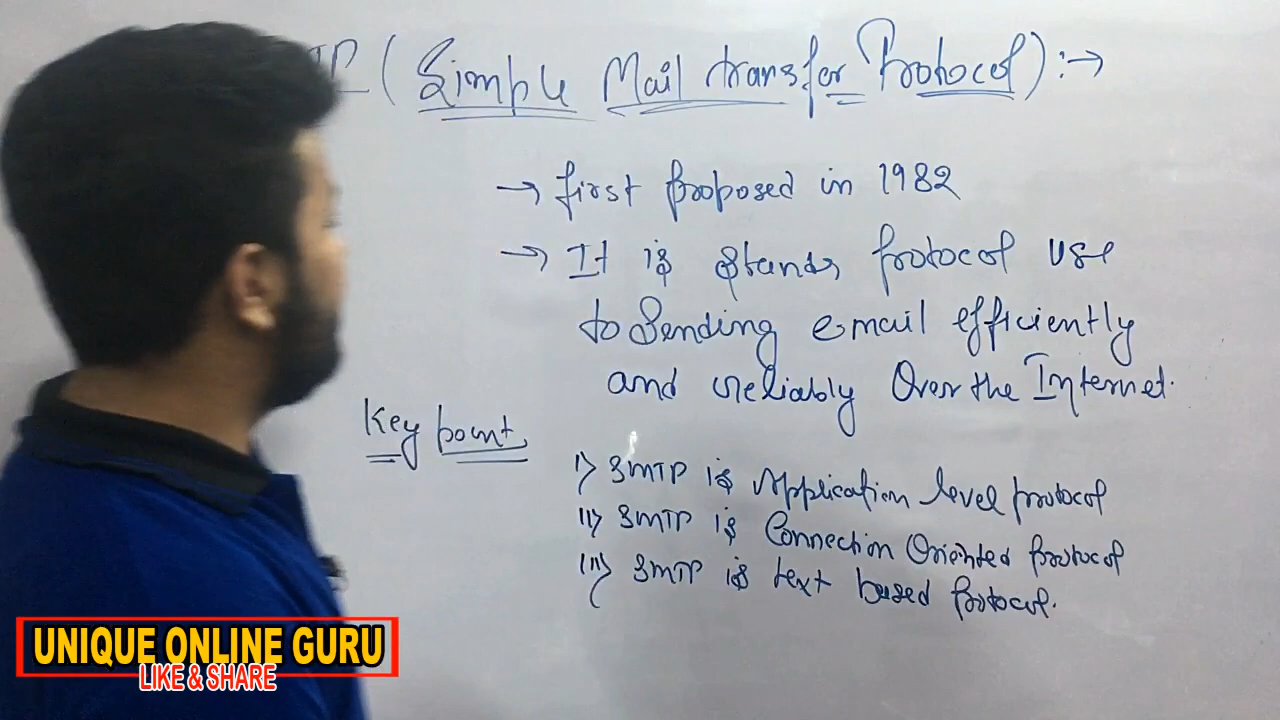 TP ( Simple Mail transfer Protocol ) :→
→ first proposed in 1982
→ It is stands protocol use
to Sending email efficiently
and reliably Over the Internet.
Key point
i) SMTP is Application level protocol
ii) SMTP is Connection Oriented protocol
iii) SMTP is text based protocol.
UNIQUE ONLINE GURU
LIKE & SHARE